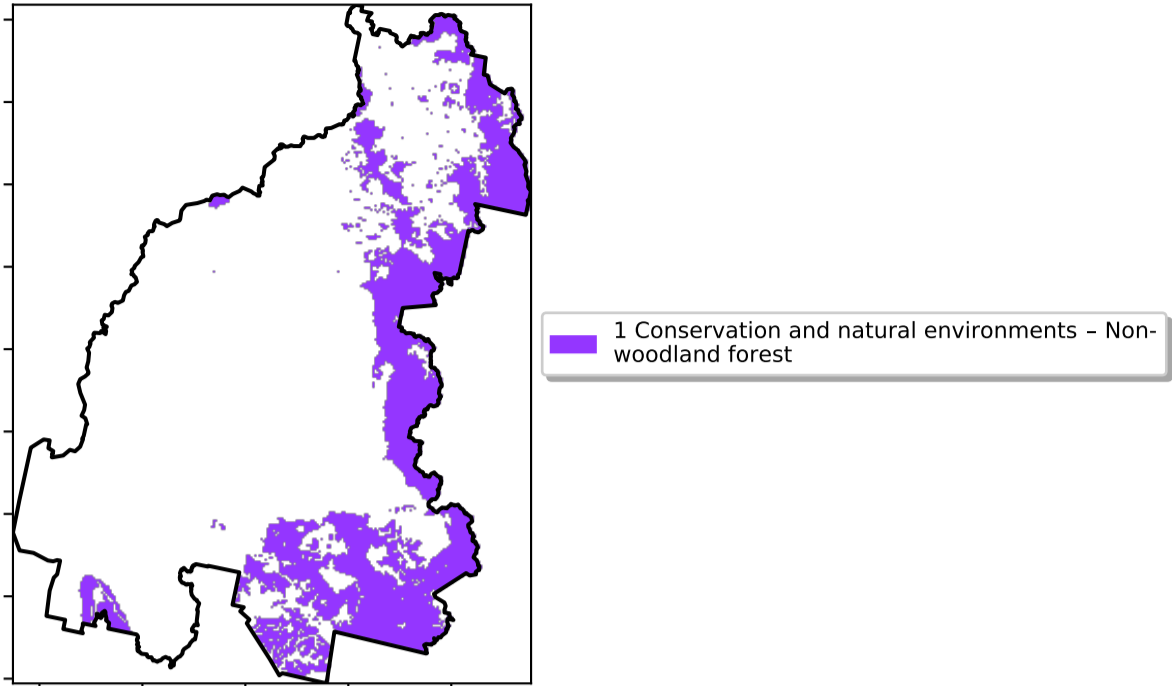 1 Conservation and natural environments – Non-
woodland forest